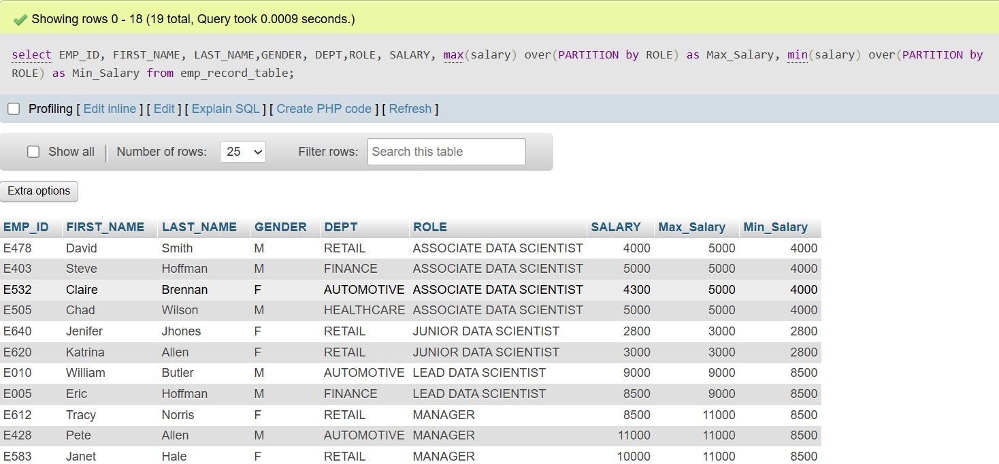 Showing rows 0 - 18 (19 total, Query took 0.0009 seconds.)
select EMP_ID, FIRST_NAME, LAST_NAME,GENDER, DEPT,ROLE, SALARY, max(salary) over(PARTITION by ROLE) as Max_Salary, min(salary) over(PARTITION by
ROLE) as Min_Salary from emp_record_table;
Profiling [ Edit inline ] [ Edit ] [ Explain SQL ] [ Create PHP code ] [ Refresh ]
Show all | Number of rows: 25 Filter rows: Search this table
Extra options
EMP_ID FIRST_NAME LAST_NAME GENDER DEPT ROLE SALARY Max_Salary Min_Salary
E478 David Smith M RETAIL ASSOCIATE DATA SCIENTIST 4000 5000 4000
E403 Steve Hoffman M FINANCE ASSOCIATE DATA SCIENTIST 5000 5000 4000
E532 Claire Brennan F AUTOMOTIVE ASSOCIATE DATA SCIENTIST 4300 5000 4000
E505 Chad Wilson M HEALTHCARE ASSOCIATE DATA SCIENTIST 5000 5000 4000
E640 Jenifer Jhones F RETAIL JUNIOR DATA SCIENTIST 2800 3000 2800
E620 Katrina Allen F RETAIL JUNIOR DATA SCIENTIST 3000 3000 2800
E010 William Butler M AUTOMOTIVE LEAD DATA SCIENTIST 9000 9000 8500
E005 Eric Hoffman M FINANCE LEAD DATA SCIENTIST 8500 9000 8500
E612 Tracy Norris F RETAIL MANAGER 8500 11000 8500
E428 Pete Allen M AUTOMOTIVE MANAGER 11000 11000 8500
E583 Janet Hale F RETAIL MANAGER 10000 11000 8500